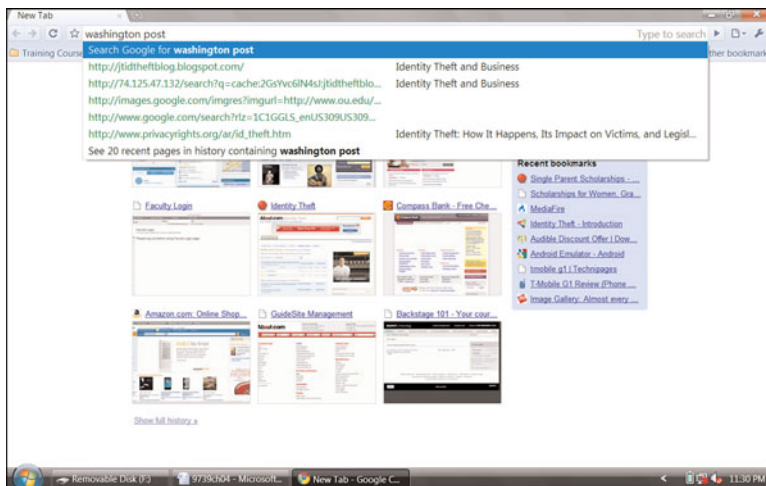 New Tab
washington post
Type to search
Training Course
ther bookmark
Search Google for washington post
http://jtidtheftblog.blogspot.com/ Identity Theft and Business
http://74.125.47.132/search?q=cache:2GsYvc6lN4sJ:jtidtheftblo... Identity Theft and Business
http://images.google.com/imgres?imgurl=http://www.ou.edu/...
http://www.google.com/search?rlz=1C1GGLS_enUS309US309...
http://www.privacyrights.org/ar/id_theft.htm Identity Theft: How It Happens, Its Impact on Victims, and Legisl...
See 20 recent pages in history containing washington post
Recent bookmarks
Single Parent Scholarships - ...
Scholarships for Women, Gra...
MediaFire
Identity Theft - Introduction
Audible Discount Offer | Dow...
Android Emulator - Android
tmobile g1 | Technipages
T-Mobile G1 Review (Phone ...
Image Gallery: Almost every ...
Faculty Login
Identity Theft
Compass Bank - Free Che...
About.com
Amazon.com: Online Shop...
GuideSite Management
Backstage 101 - Your cour...
About.com
Show full history »
Removable Disk (F:)
9739ch04 - Microsoft...
New Tab - Google C...
11:30 PM